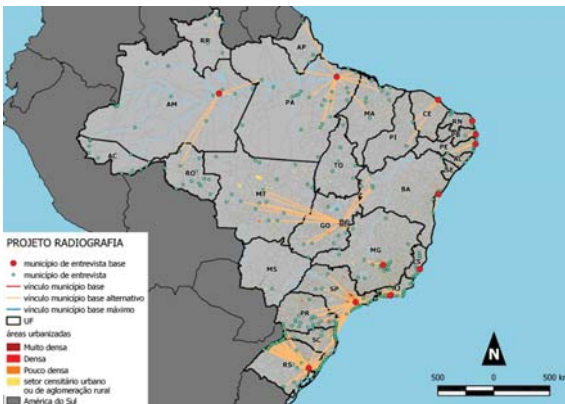 RR
AP
AM
PA
MA
CE
RN
PI
PE
AC
TO
RO
BA
MT
GO
MG
MS
SP
PR
SC
RS
PROJETO RADIOGRAFIA
município de entrevista base
município de entrevista
vínculo município base
vínculo município base alternativo
vínculo município base máximo
UF
áreas urbanizadas
Muito densa
Densa
Pouco densa
setor censitário urbano
ou de aglomeração rural
América do Sul
N
500 0 500 km